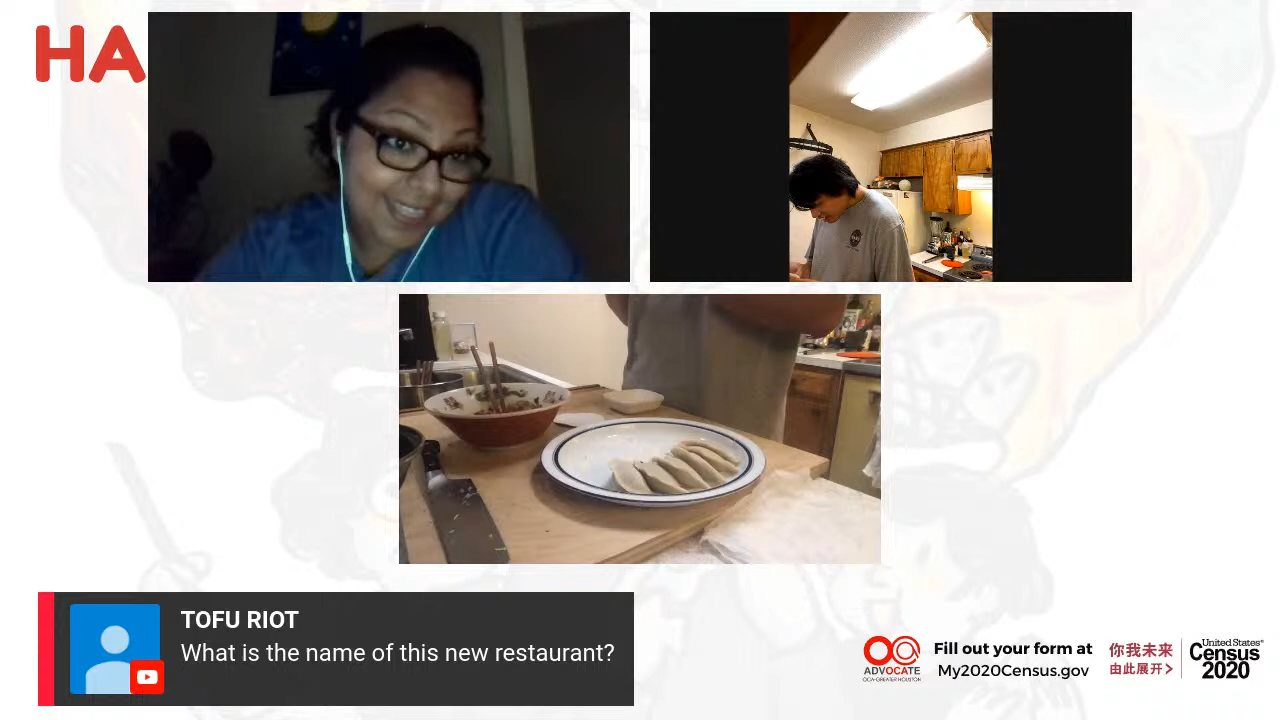 HA
TOFU RIOT
What is the name of this new restaurant?
ADVOCATE
OCA-GREATER HOUSTON
Fill out your form at
My2020Census.gov
你我未来
由此展开>
United States®
Census
2020